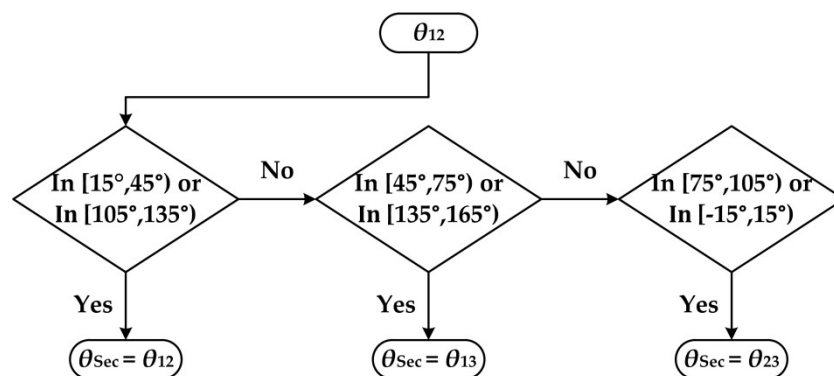 θ12
In [15°,45°) or
In [105°,135°)
No
In [45°,75°) or
In [135°,165°)
No
In [75°,105°) or
In [-15°,15°)
Yes
Yes
Yes
θSec = θ12
θSec = θ13
θSec = θ23